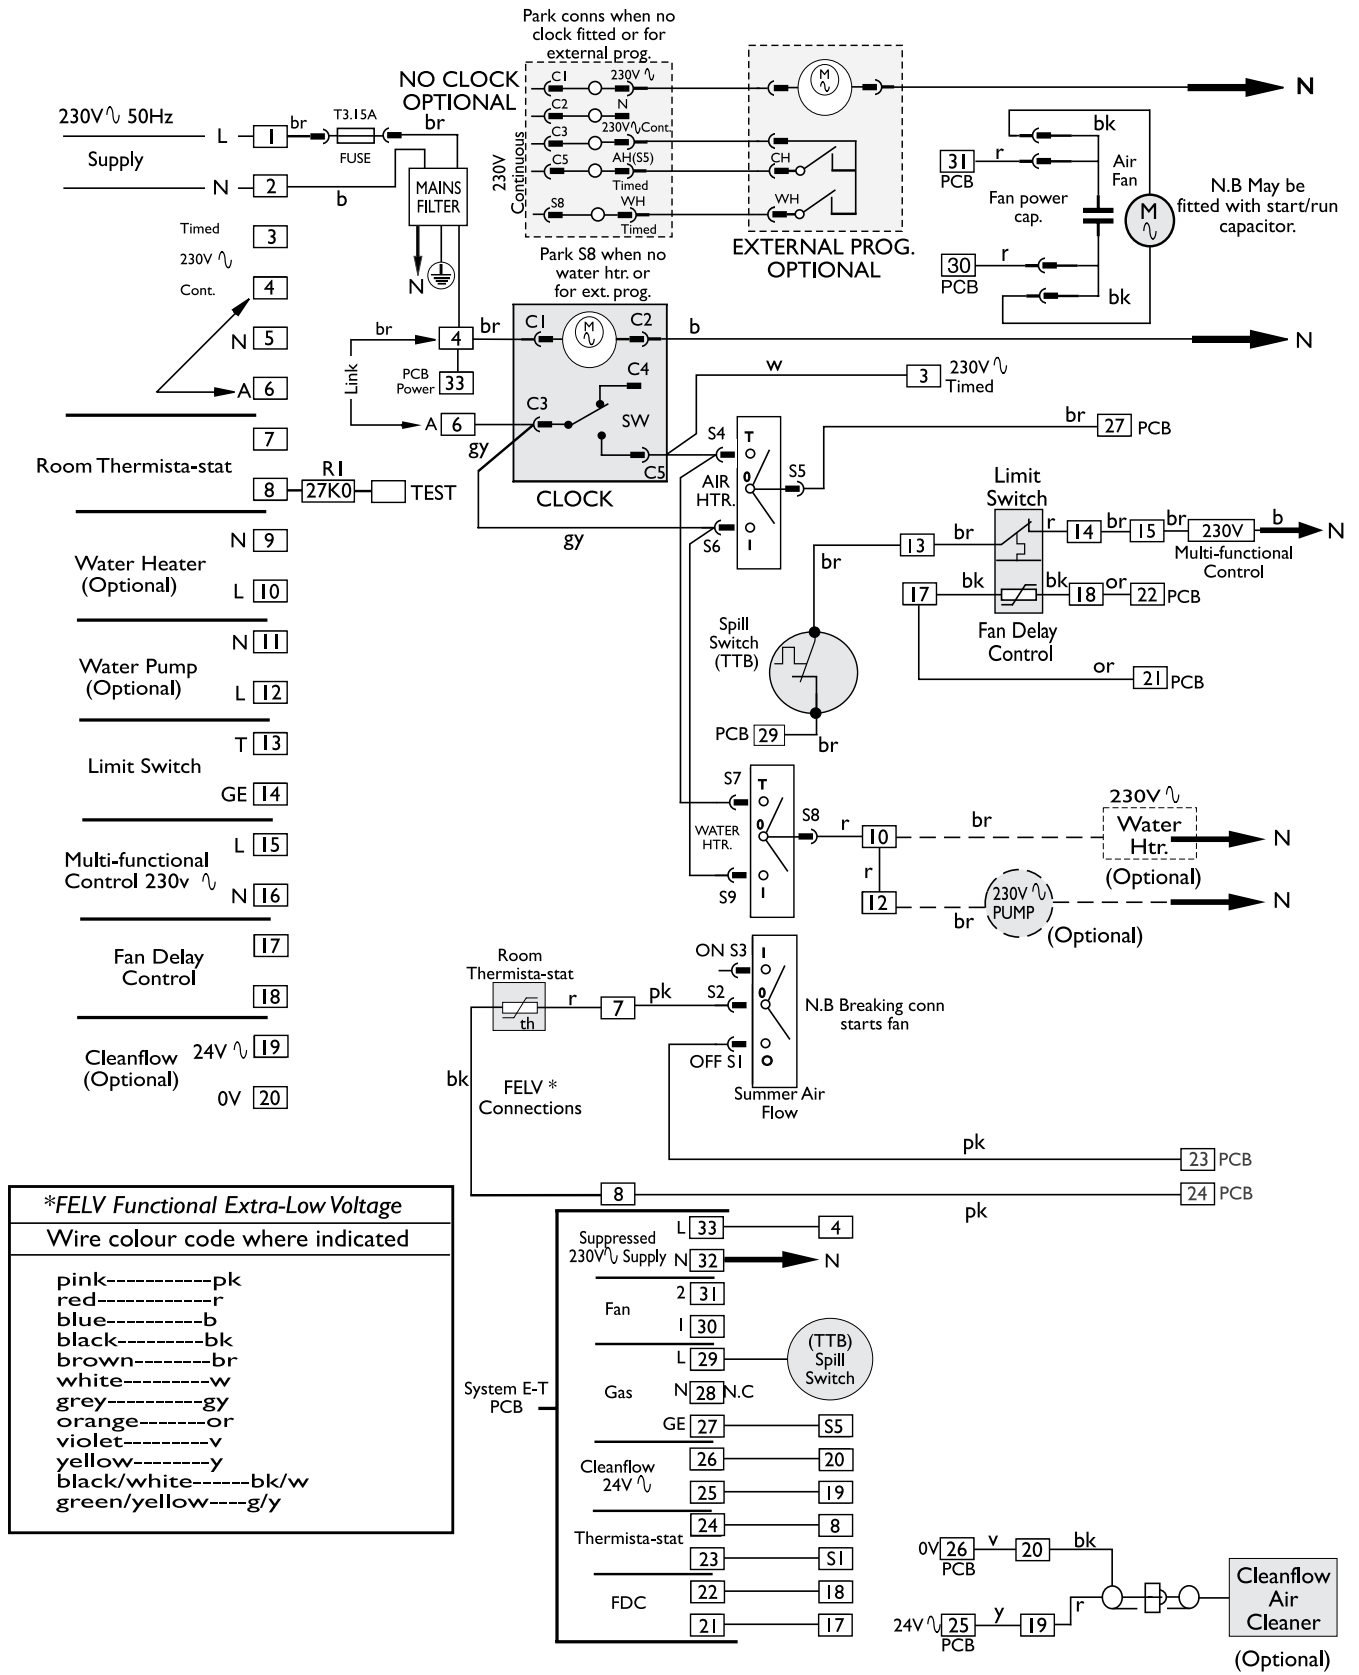 Park conns when no
clock fitted or for
external prog.
NO CLOCK
OPTIONAL
230V
Continuous
C1
230V
C2
N
C3
230V Cont.
C5
AH(S5)
Timed
S8
WH
Timed
Park S8 when no
water htr. or
for ext. prog.
M
CH
WH
EXTERNAL PROG.
OPTIONAL
N
230V 50Hz
Supply
L 1
br
T3.15A
FUSE
br
N 2
b
MAINS
FILTER
N
Timed
3
230V
Cont.
4
N 5
A 6
7
Room Thermista-stat
8
R1
27K0
TEST
N 9
Water Heater
(Optional)
L 10
N 11
Water Pump
(Optional)
L 12
T 13
Limit Switch
GE 14
L 15
Multi-functional
Control 230v
N 16
17
Fan Delay
Control
18
24V 19
Cleanflow
(Optional)
0V 20
31
PCB
r
bk
Air
Fan
Fan power
cap.
M
N.B May be
fitted with start/run
capacitor.
30
PCB
r
bk
br
4
br
Link
PCB
Power
33
A 6
gy
C1
M
C2
C4
C3
SW
C5
CLOCK
b
N
w
3
230V
Timed
gy
S4
T
0
AIR
HTR.
S5
S6
I
br
27 PCB
Limit
Switch
13
br
r
14
br
15
br
230V
b
N
Multi-functional
Control
br
17
bk
bk
18
or
22 PCB
Fan Delay
Control
or
21 PCB
Spill
Switch
(TTB)
PCB 29
br
S7
T
0
WATER
HTR.
S8
S9
I
r
10
br
230V
Water
Htr.
N
(Optional)
r
12
br
230V
PUMP
N
(Optional)
Room
Thermista-stat
th
r
7
pk
ON S3
S2
OFF S1
I
0
O
N.B Breaking conn
starts fan
Summer Air
Flow
bk
FELV *
Connections
pk
23 PCB
8
24 PCB
pk
*FELV Functional Extra-Low Voltage
Wire colour code where indicated
pink-----------pk
red------------r
blue----------b
black---------bk
brown--------br
white---------w
grey----------gy
orange-------or
violet---------v
yellow--------y
black/white------bk/w
green/yellow----g/y
System E-T
PCB
Suppressed
230V Supply
L 33
4
N 32
N
Fan
2 31
1 30
Gas
L 29
(TTB)
Spill
Switch
N 28 N.C
GE 27
S5
Cleanflow
24V
26
20
25
19
Thermista-stat
24
8
23
S1
FDC
22
18
21
17
0V 26
PCB
v
20
bk
24V 25
PCB
y
19
r
Cleanflow
Air
Cleaner
(Optional)